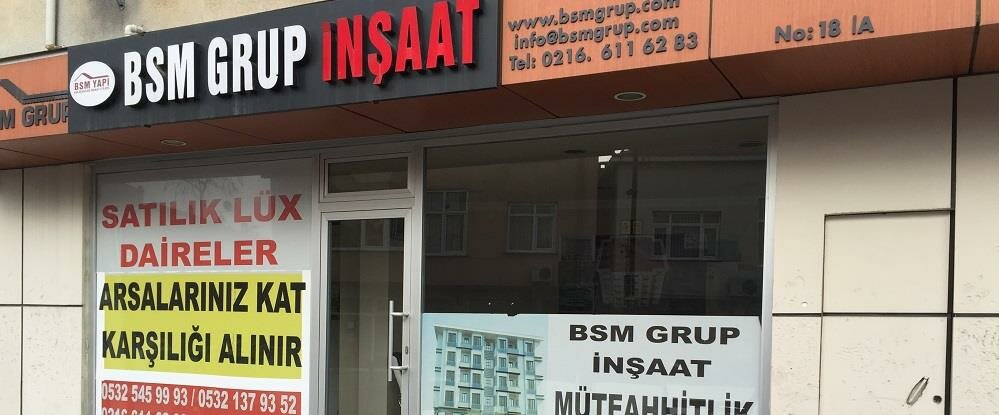 www.bsmgrup.com
info@bsmgrup.com
Tel: 0216. 611 62 83
No: 18 /A
BSM YAPI
BSM GRUP İNŞAAT
M GRUP
SATILIK LÜX
DAİRELER
ARSALARINIZ KAT
KARŞILIĞI ALINIR
0532 545 99 93 / 0532 137 93 52
BSM GRUP
İNŞAAT
MÜTEAHHİTLİK